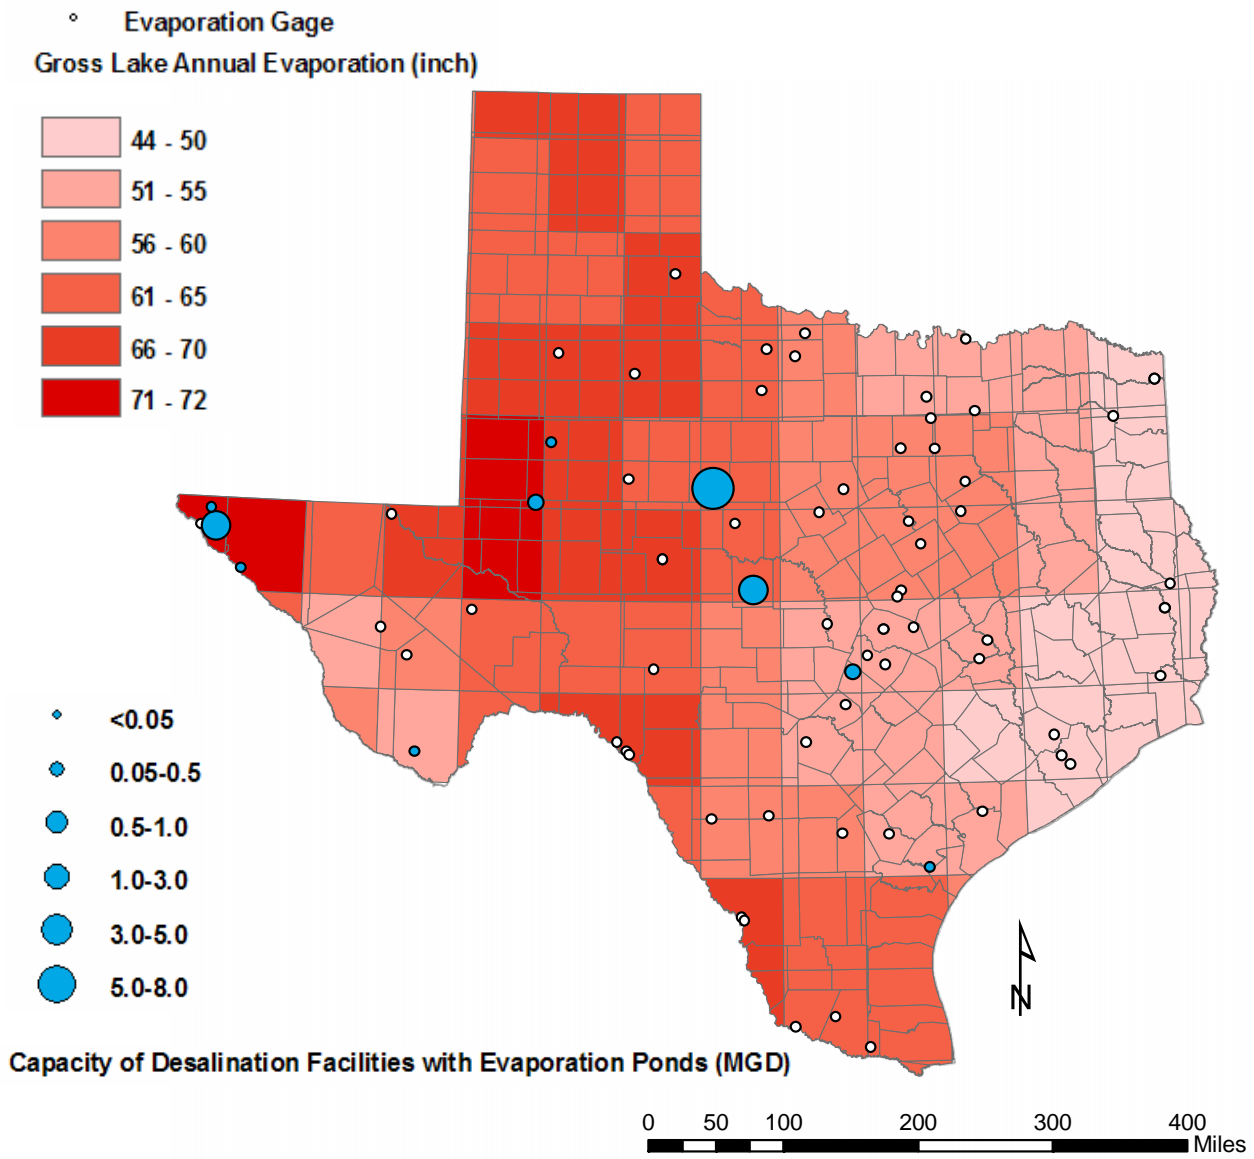 Evaporation Gage
Gross Lake Annual Evaporation (inch)
44 - 50
51 - 55
56 - 60
61 - 65
66 - 70
71 - 72
<0.05
0.05-0.5
0.5-1.0
1.0-3.0
3.0-5.0
5.0-8.0
N
Capacity of Desalination Facilities with Evaporation Ponds (MGD)
0 50 100 200 300 400
Miles